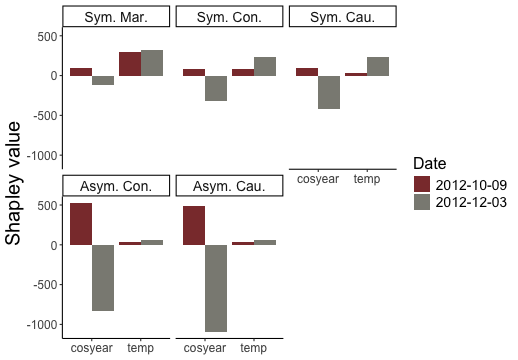 Sym. Mar. Sym. Con. Sym. Cau.
500
0
-500
-1000
cosyear temp
Shapley value
Asym. Con. Asym. Cau.
500
0
-500
-1000
cosyear temp cosyear temp
Date
2012-10-09
2012-12-03